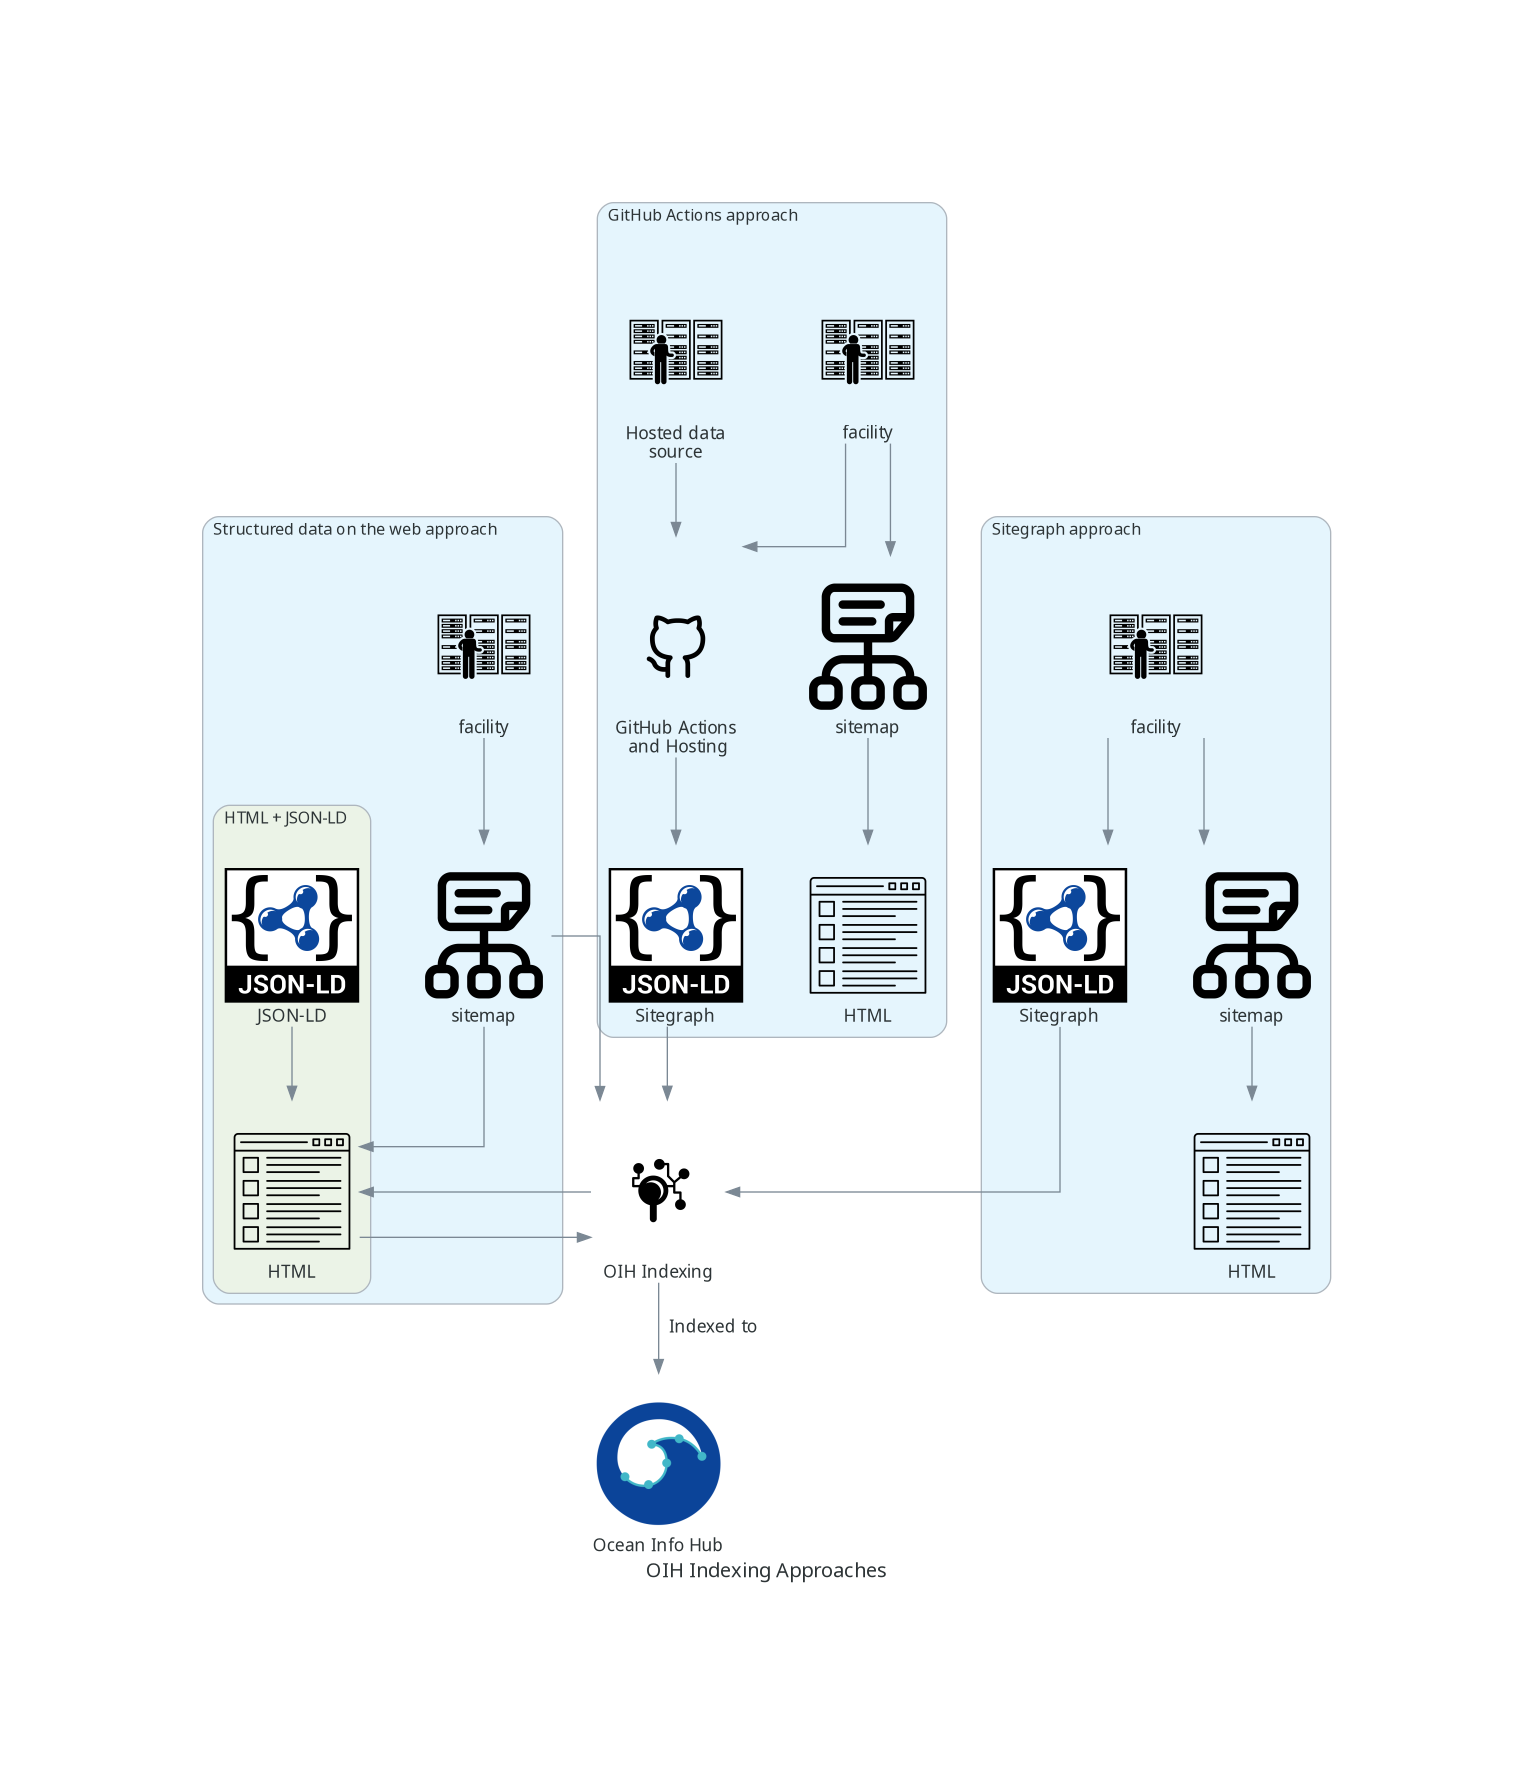 GitHub Actions approach
Hosted data
source
facility
Structured data on the web approach
Sitegraph approach
facility
GitHub Actions
and Hosting
sitemap
facility
HTML + JSON-LD
JSON-LD
JSON-LD
JSON-LD
JSON-LD
sitemap
Sitegraph
HTML
Sitegraph
sitemap
HTML
OIH Indexing
HTML
Indexed to
Ocean Info Hub
OIH Indexing Approaches